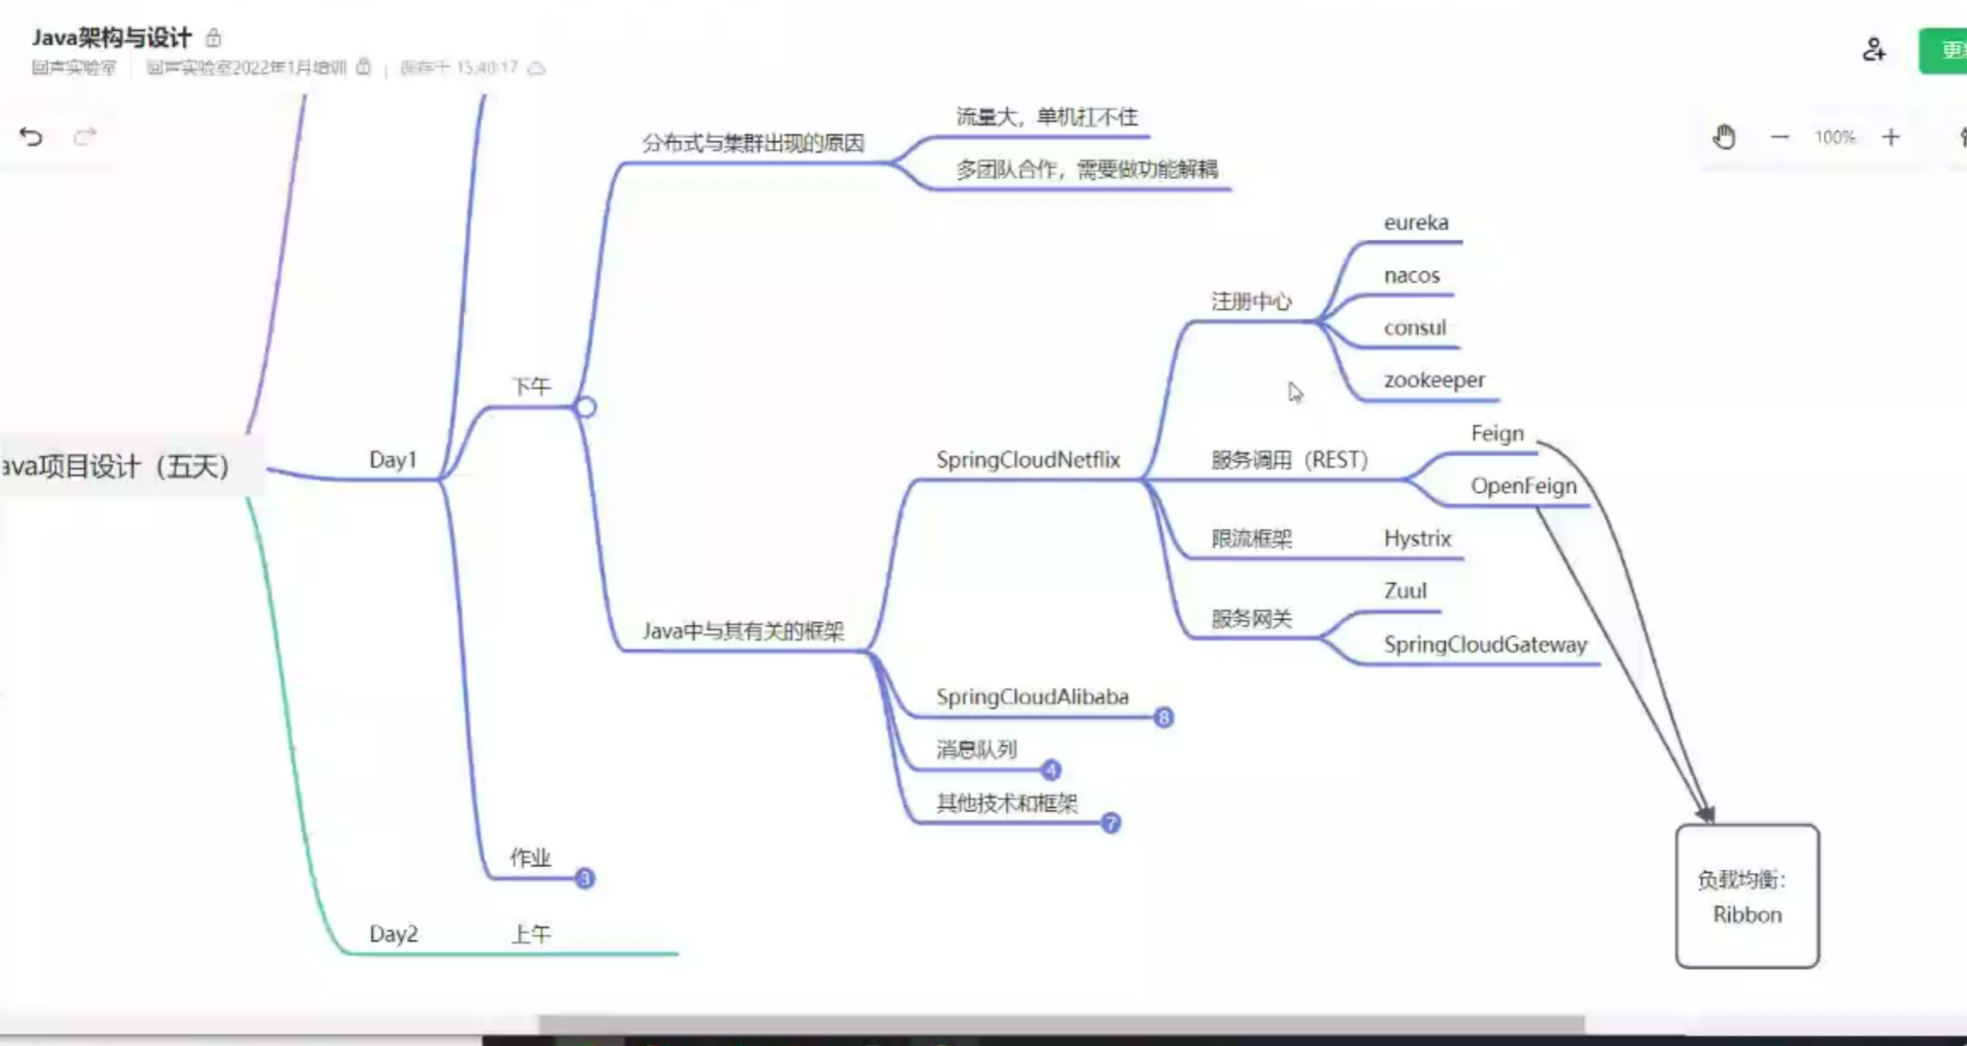 Java架构与设计
回声实验室 回声实验室2022年1月培训 | 保存于 15:40:17
更
100%
流量大，单机扛不住
分布式与集群出现的原因
多团队合作，需要做功能解耦
eureka
nacos
注册中心
consul
下午
zookeeper
Feign
Day1
SpringCloudNetflix
服务调用（REST）
ava项目设计（五天）
OpenFeign
限流框架
Hystrix
Zuul
服务网关
Java中与其有关的框架
SpringCloudGateway
SpringCloudAlibaba
8
消息队列
4
其他技术和框架
7
作业
3
负载均衡：
Ribbon
Day2
上午